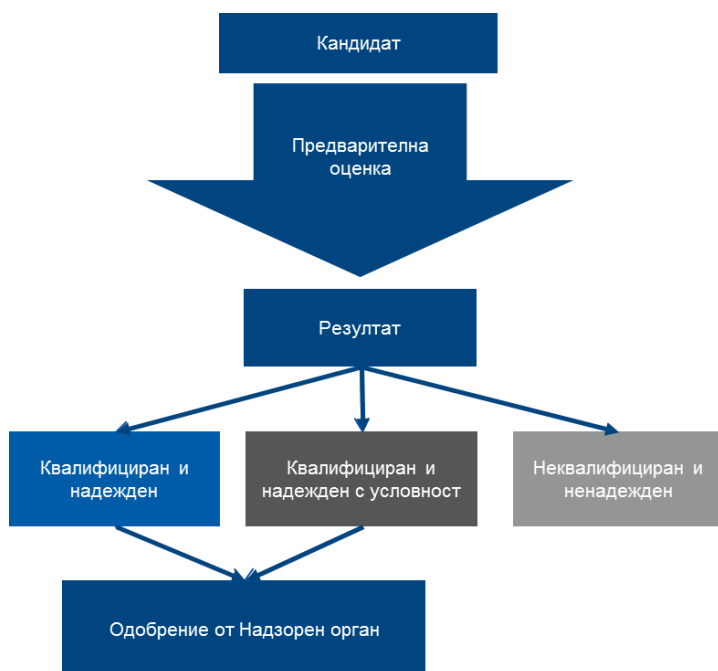 Кандидат
Предварителна
оценка
Резултат
Квалифициран и
надежден
Квалифициран и
надежден с условност
Неквалифициран и
ненадежден
Одобрение от Надзорен орган